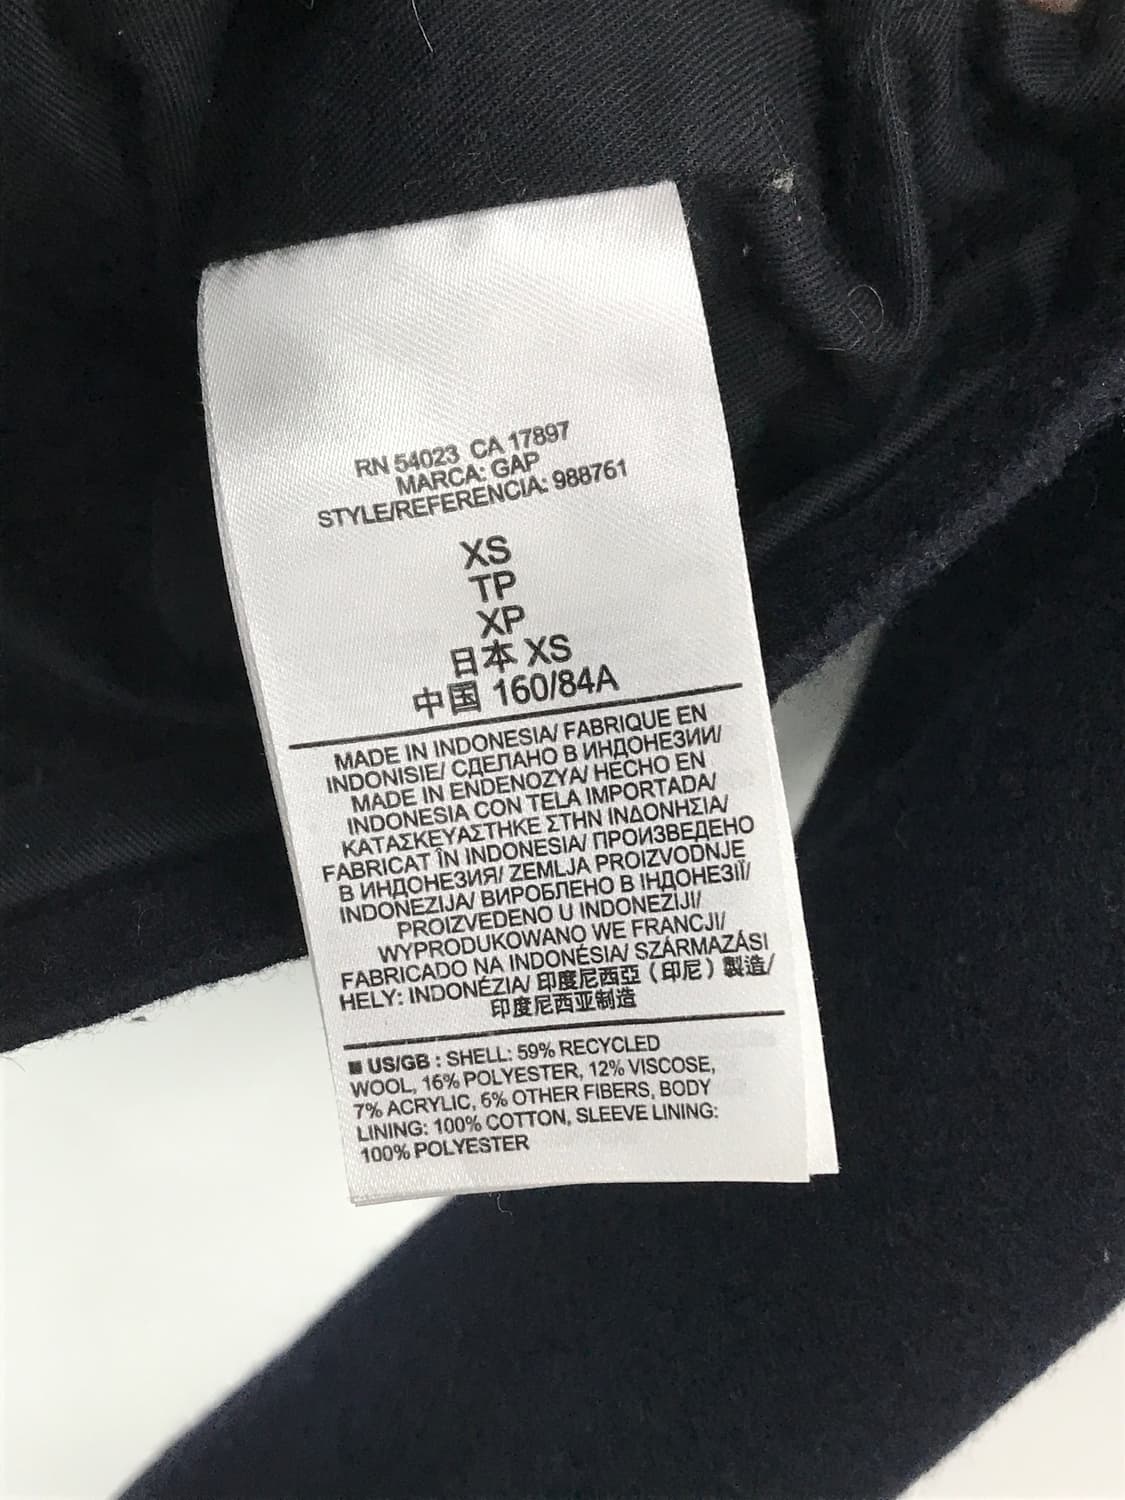 RN 54023 CA 17897
MARCA: GAP
STYLE/REFERENCIA: 988761
XS
TP
XP
日本 XS
中国 160/84A
MADE IN INDONESIA/ FABRIQUE EN
INDONISIE/ СДЕЛАНО В ИНДОНЕЗИИ/
MADE IN ENDENOZYA/ HECHO EN
INDONESIA CON TELA IMPORTADA/
ΚΑΤΑΣΚΕΥΑΣΤΗΚΕ ΣΤΗΝ ΙΝΔΟΝΗΣΙΑ/
FABRICAT ÎN INDONESIA/ ПРОИЗВЕДЕНО
В ИНДОНЕЗИЯ/ ZEMLJA PROIZVODNJE
INDONEZIJA/ ВИРОБЛЕНО В ІНДОНЕЗІЇ/
PROIZVEDENO U INDONEZIJI/
WYPRODUKOWANO WE FRANCJI/
FABRICADO NA INDONÉSIA/ SZÁRMAZÁSI
HELY: INDONÉZIA/ 印度尼西亞（印尼）製造/
印度尼西亚制造
■ US/GB : SHELL: 59% RECYCLED
WOOL, 16% POLYESTER, 12% VISCOSE,
7% ACRYLIC, 6% OTHER FIBERS, BODY
LINING: 100% COTTON, SLEEVE LINING:
100% POLYESTER